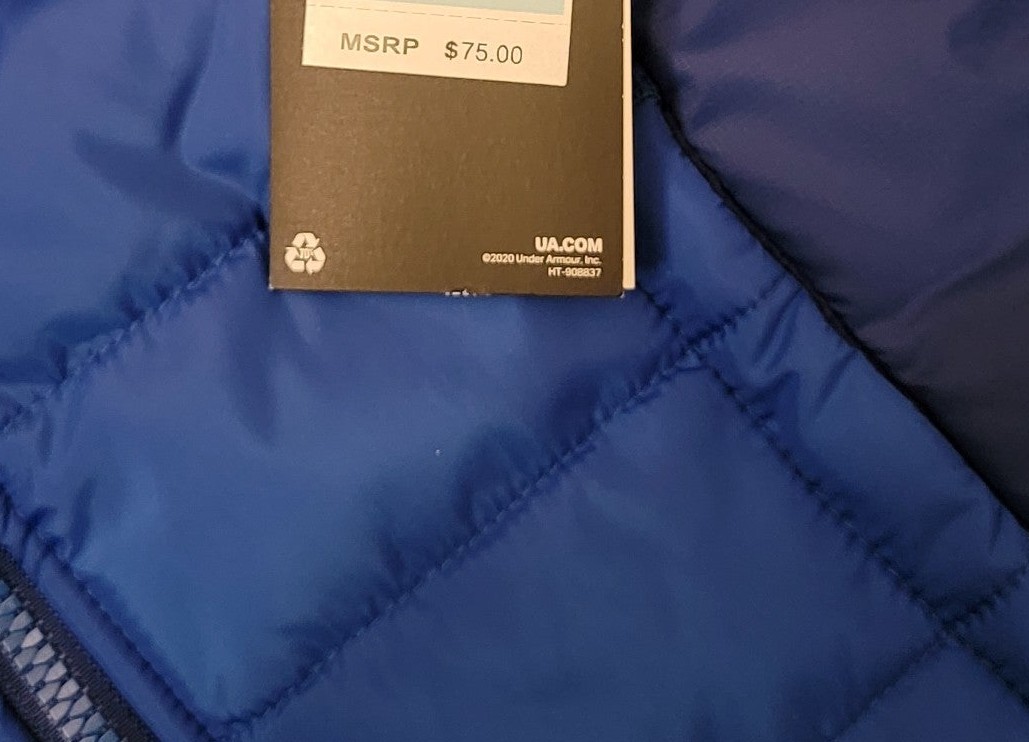 MSRP $75.00
UA.COM
©2020 Under Armour, Inc.
HT-908837